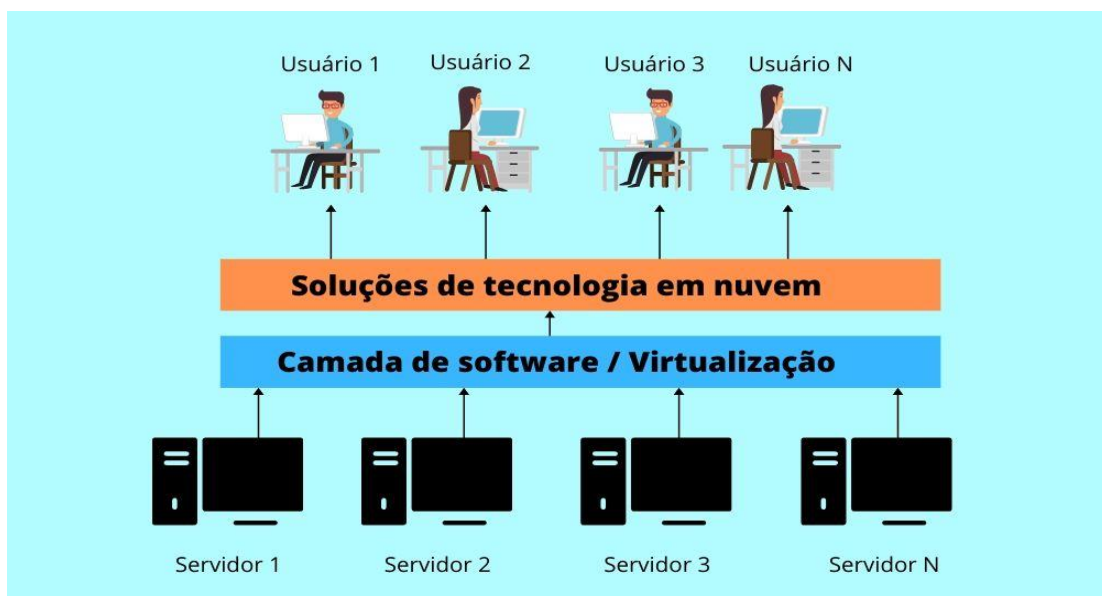 Usuário 1
Usuário 2
Usuário 3
Usuário N
Soluções de tecnologia em nuvem
Camada de software / Virtualização
Servidor 1
Servidor 2
Servidor 3
Servidor N